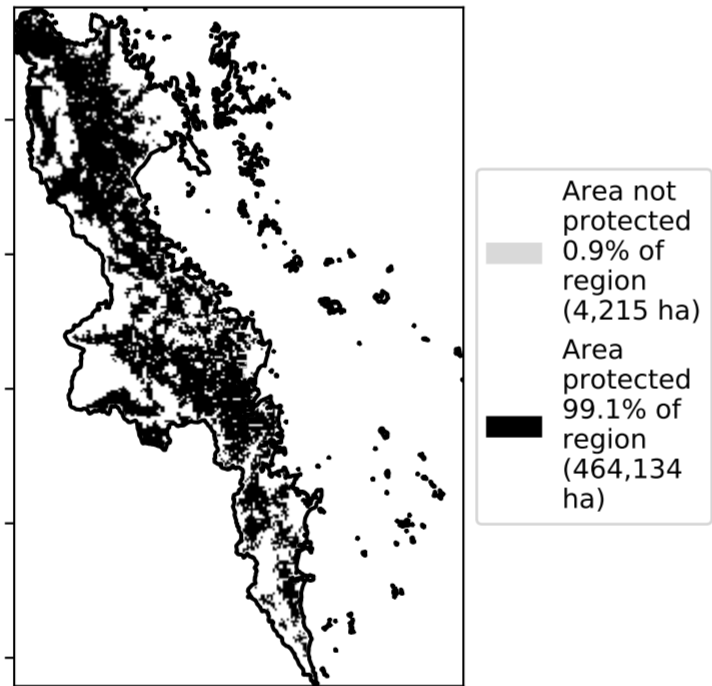 Area not
protected
0.9% of
region
(4,215 ha)
Area
protected
99.1% of
region
(464,134
ha)